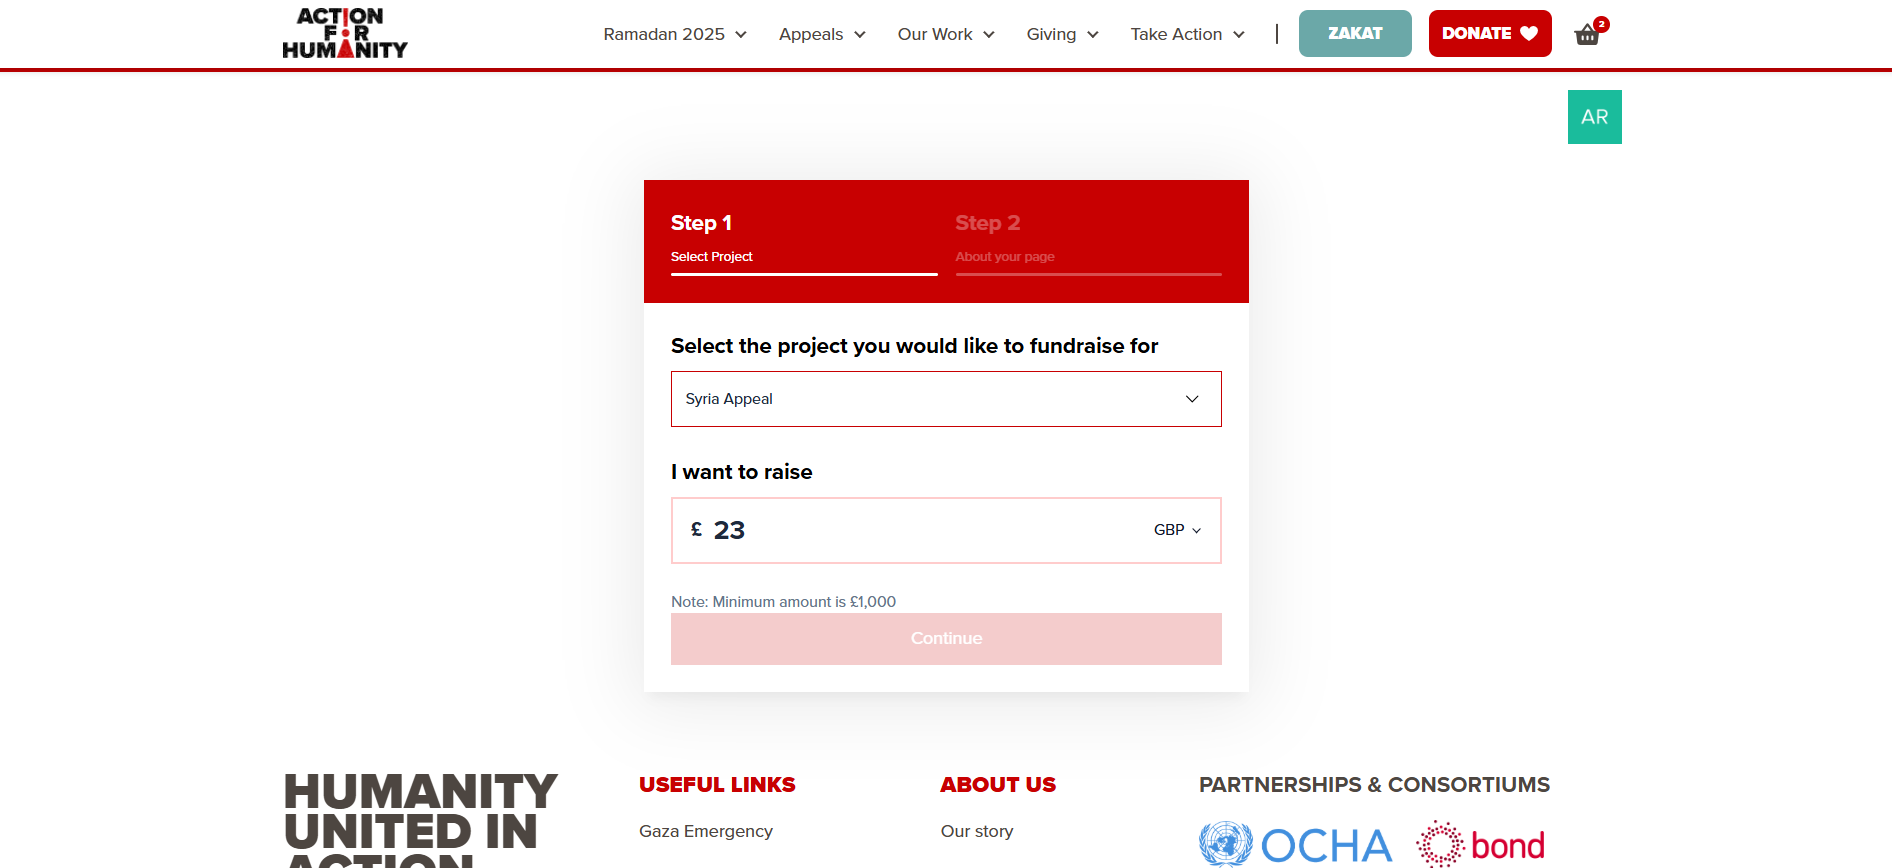 ACTION
FOR
HUMANITY
Ramadan 2025
Appeals
Our Work
Giving
Take Action
ZAKAT
DONATE
2
AR
Step 1
Select Project
Step 2
About your page
Select the project you would like to fundraise for
Syria Appeal
I want to raise
£ 23
GBP
Note: Minimum amount is £1,000
Continue
HUMANITY
UNITED IN
ACTION
USEFUL LINKS
Gaza Emergency
ABOUT US
Our story
PARTNERSHIPS & CONSORTIUMS
OCHA
bond